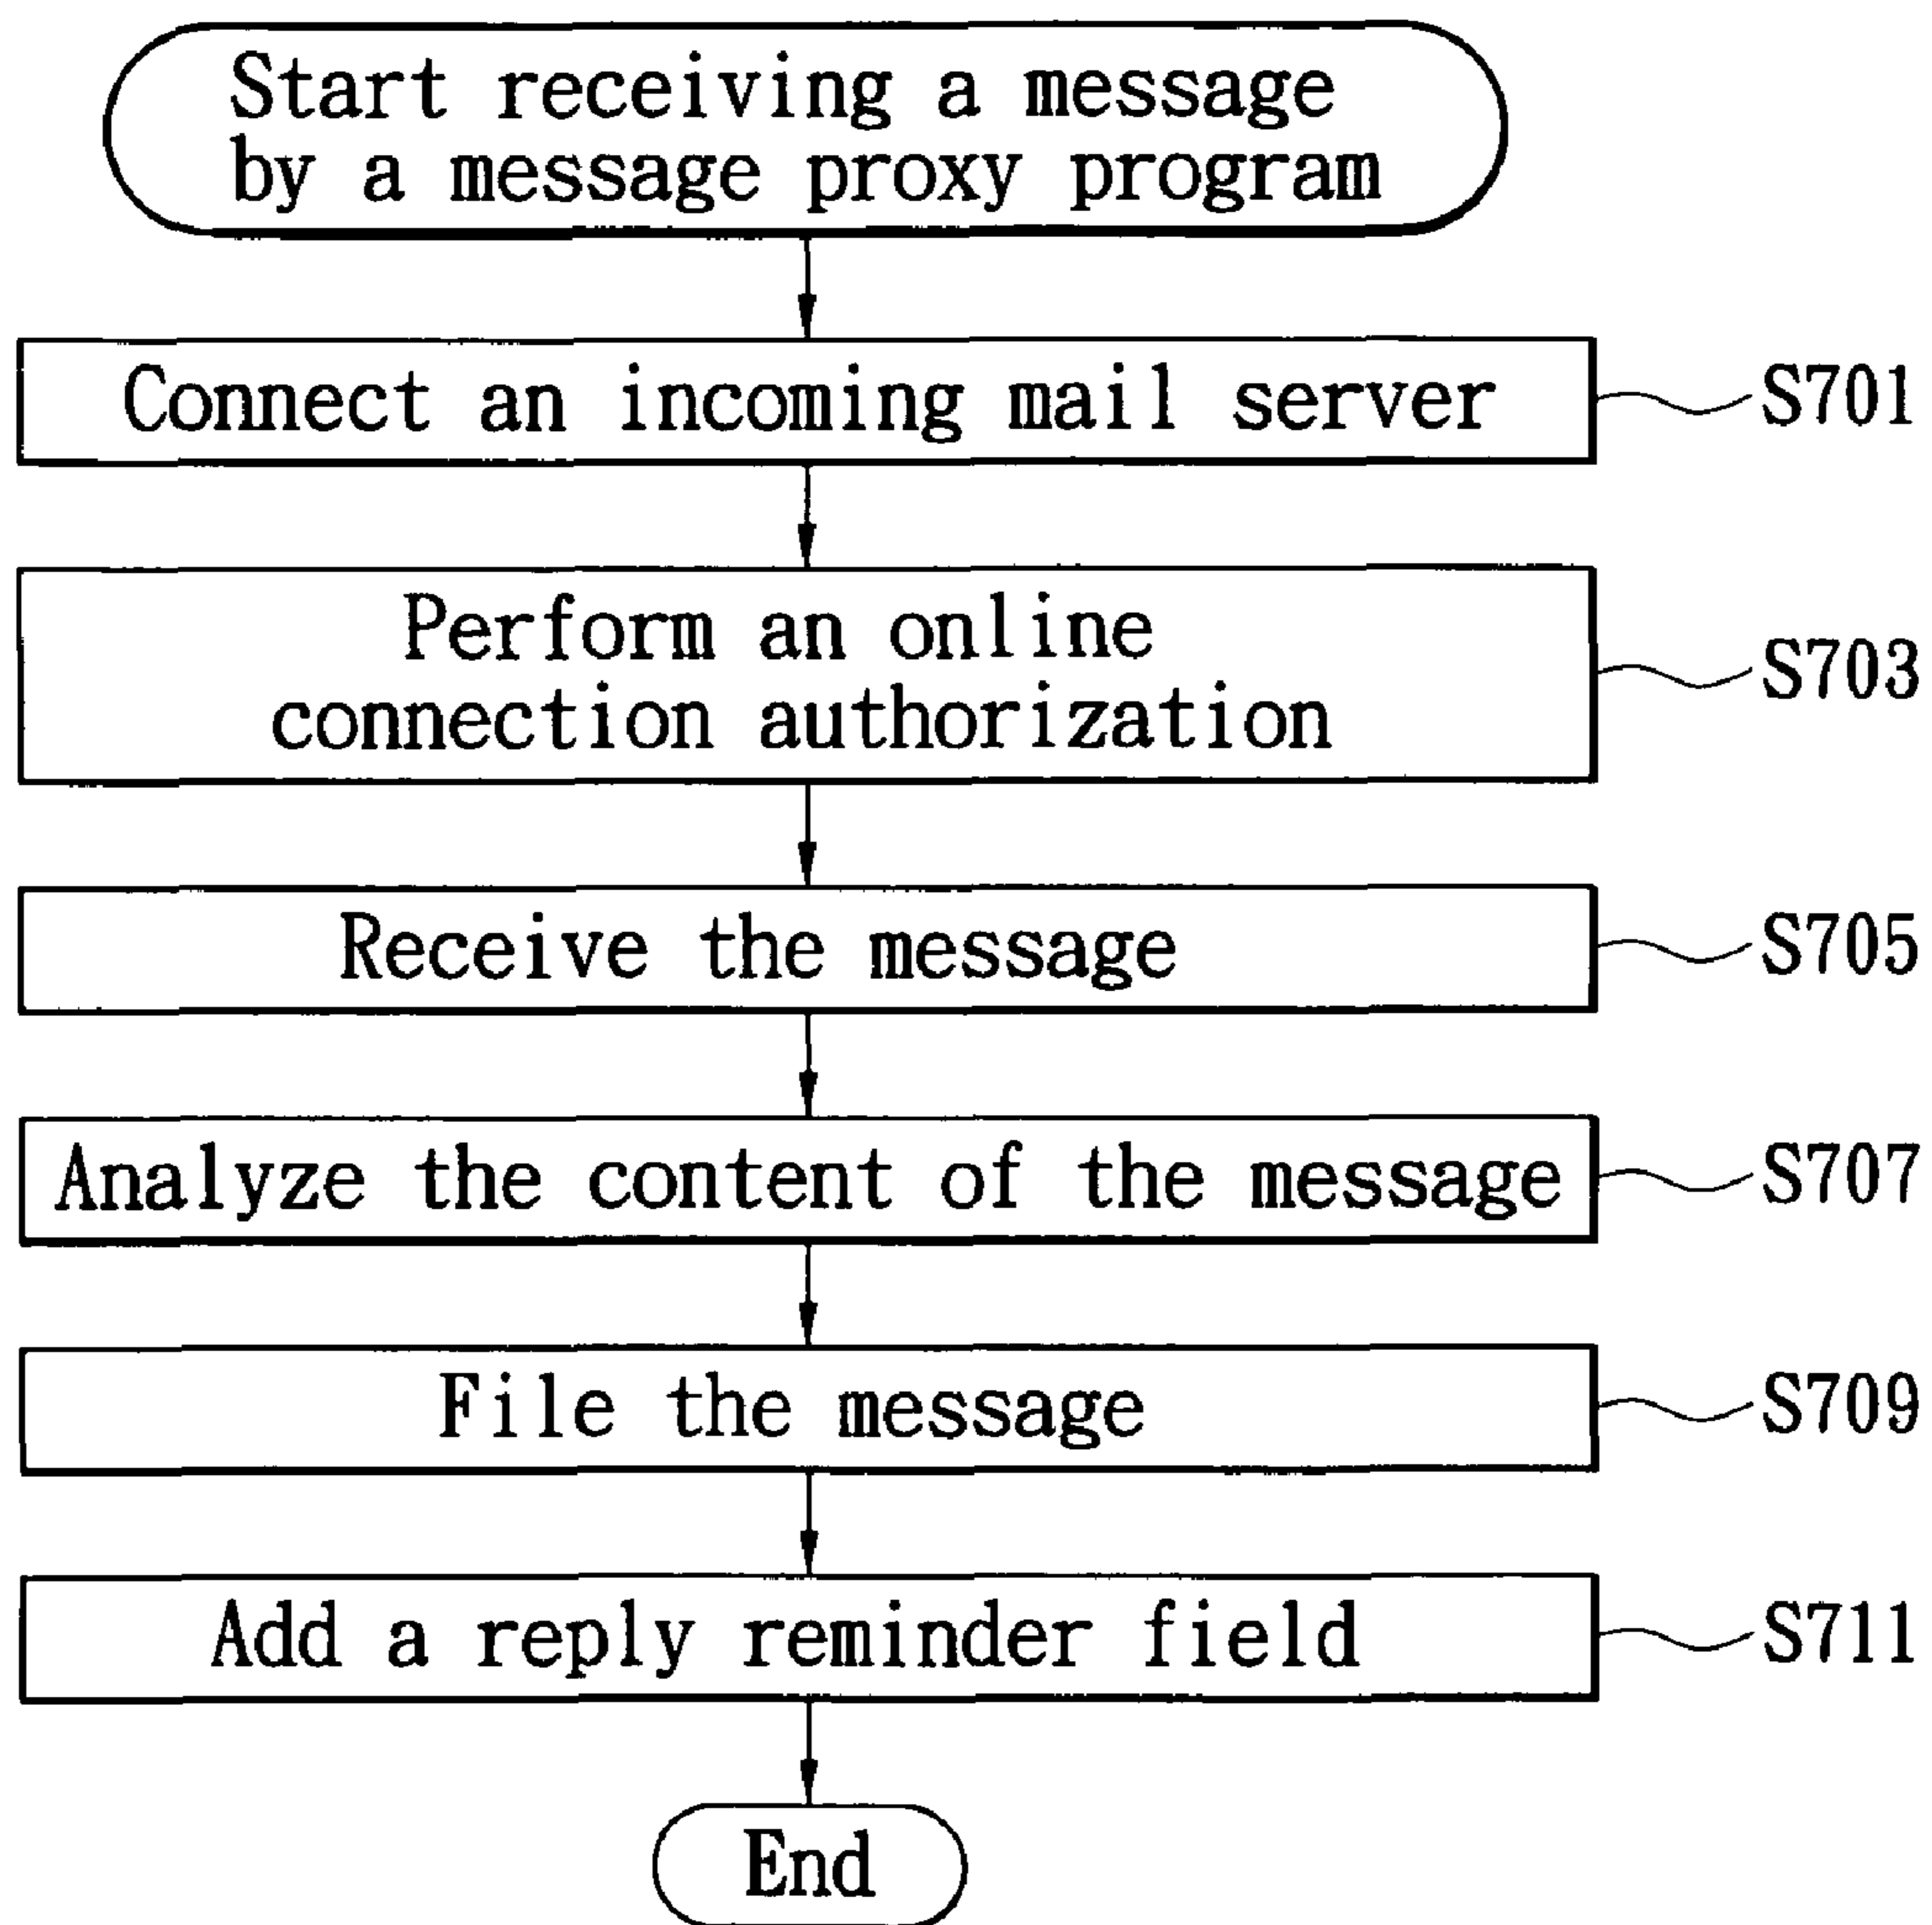 Start receiving a message
by a message proxy program
Connect an incoming mail server
S701
Perform an online
connection authorization
S703
Receive the message
S705
Analyze the content of the message
S707
File the message
S709
Add a reply reminder field
S711
End